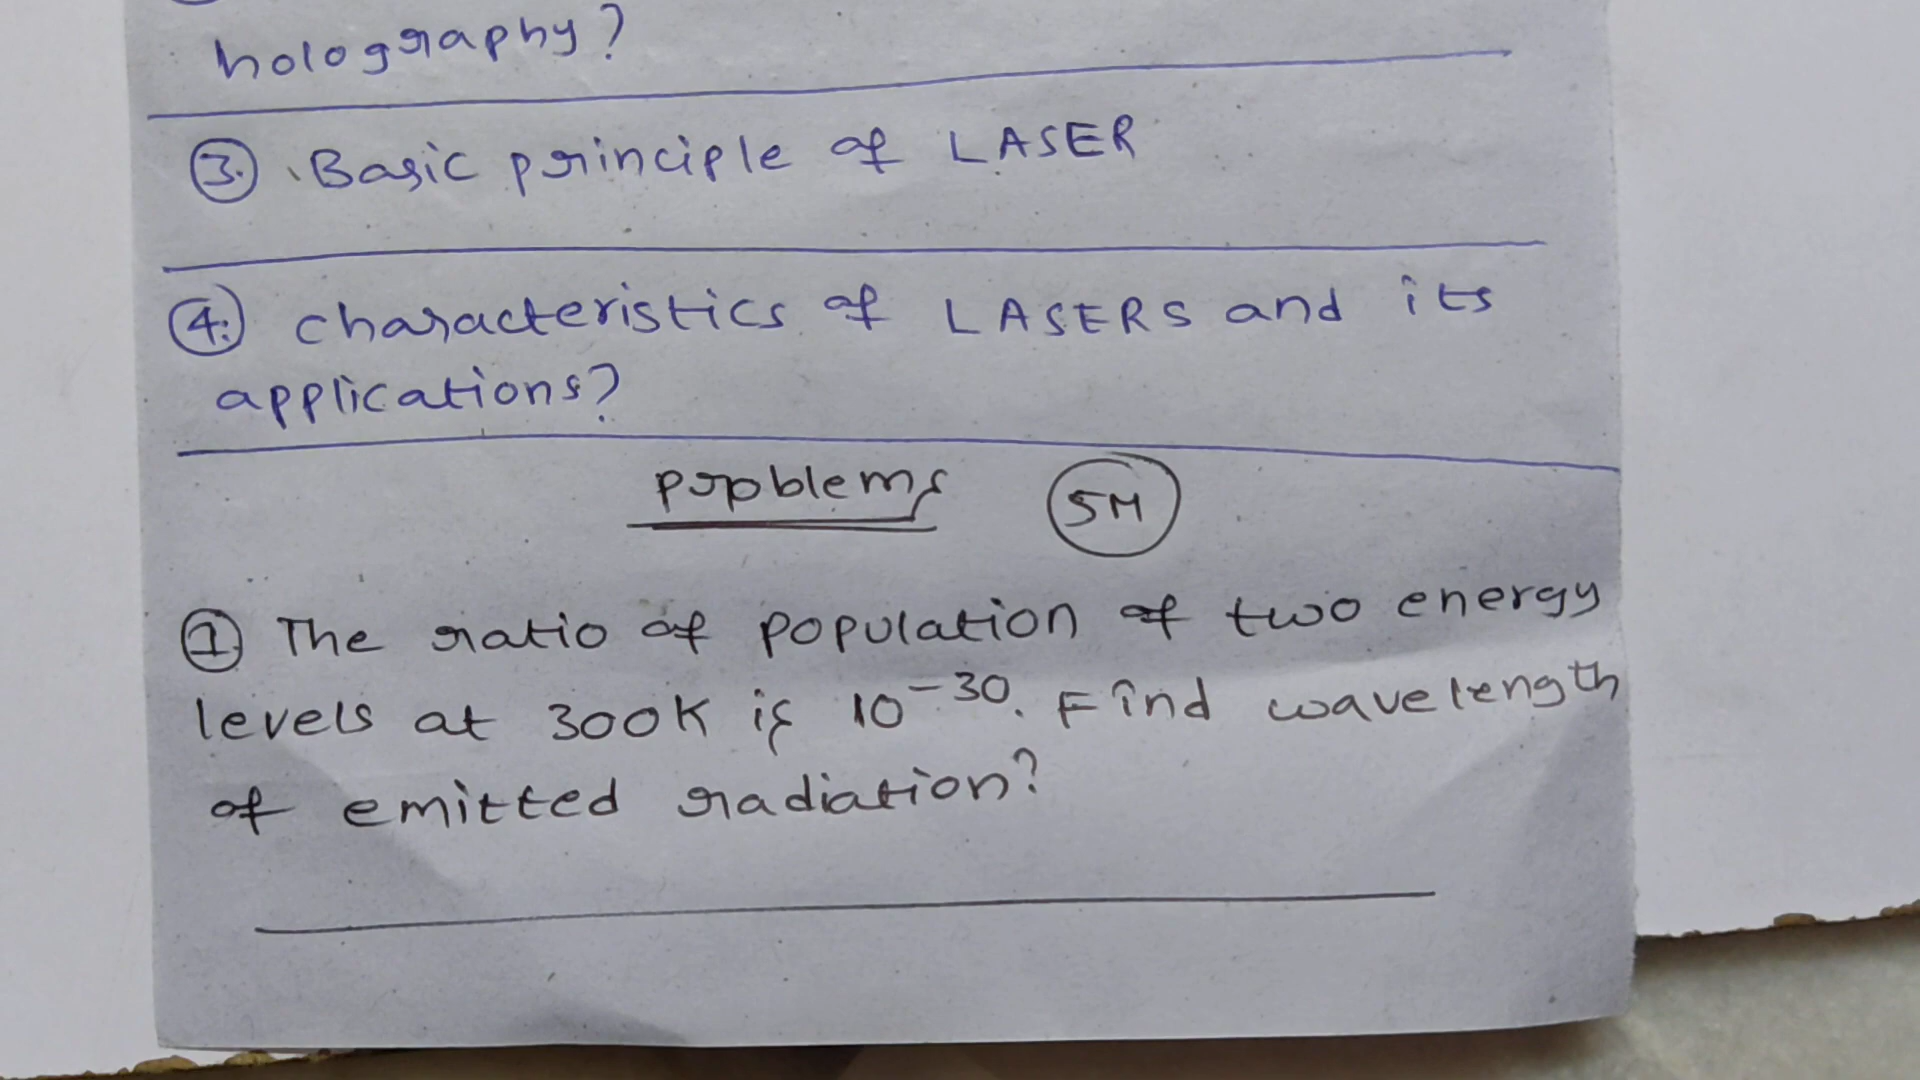 holography?
3. Basic principle of LASER
4. characteristics of LASERS and its
applications?
problems 5M
1. The ratio of population of two energy
levels at 300K is 10⁻³⁰. Find wavelength
of emitted radiation?